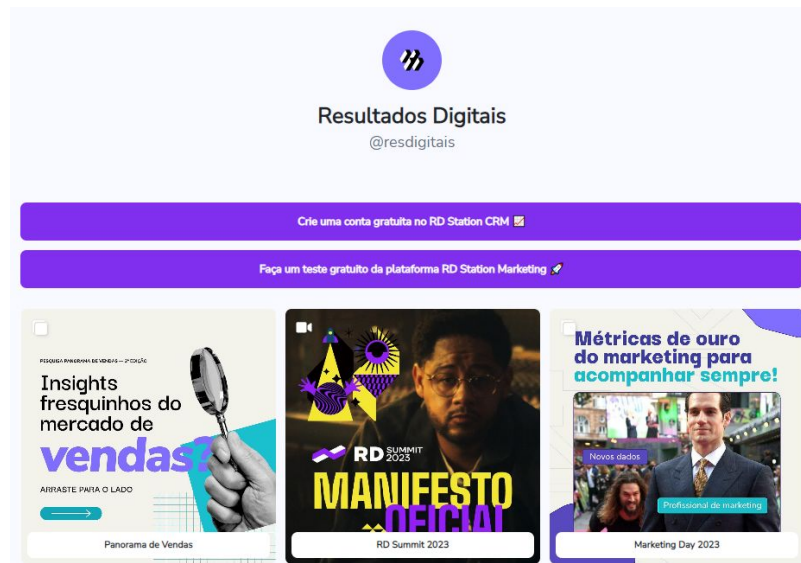 Resultados Digitais
@resdigitais
Crie uma conta gratuita no RD Station CRM 📈
Faça um teste gratuito da plataforma RD Station Marketing 🚀
PESQUISA PANORAMA DE VENDAS — 2ª EDIÇÃO
Insights
fresquinhos do
mercado de
vendas?
ARRASTE PARA O LADO
Panorama de Vendas
RD SUMMIT
2023
MANIFESTO
OFICIAL
RD Summit 2023
Métricas de ouro
do marketing para
acompanhar sempre!
Novos dados
Profissional de marketing
Marketing Day 2023